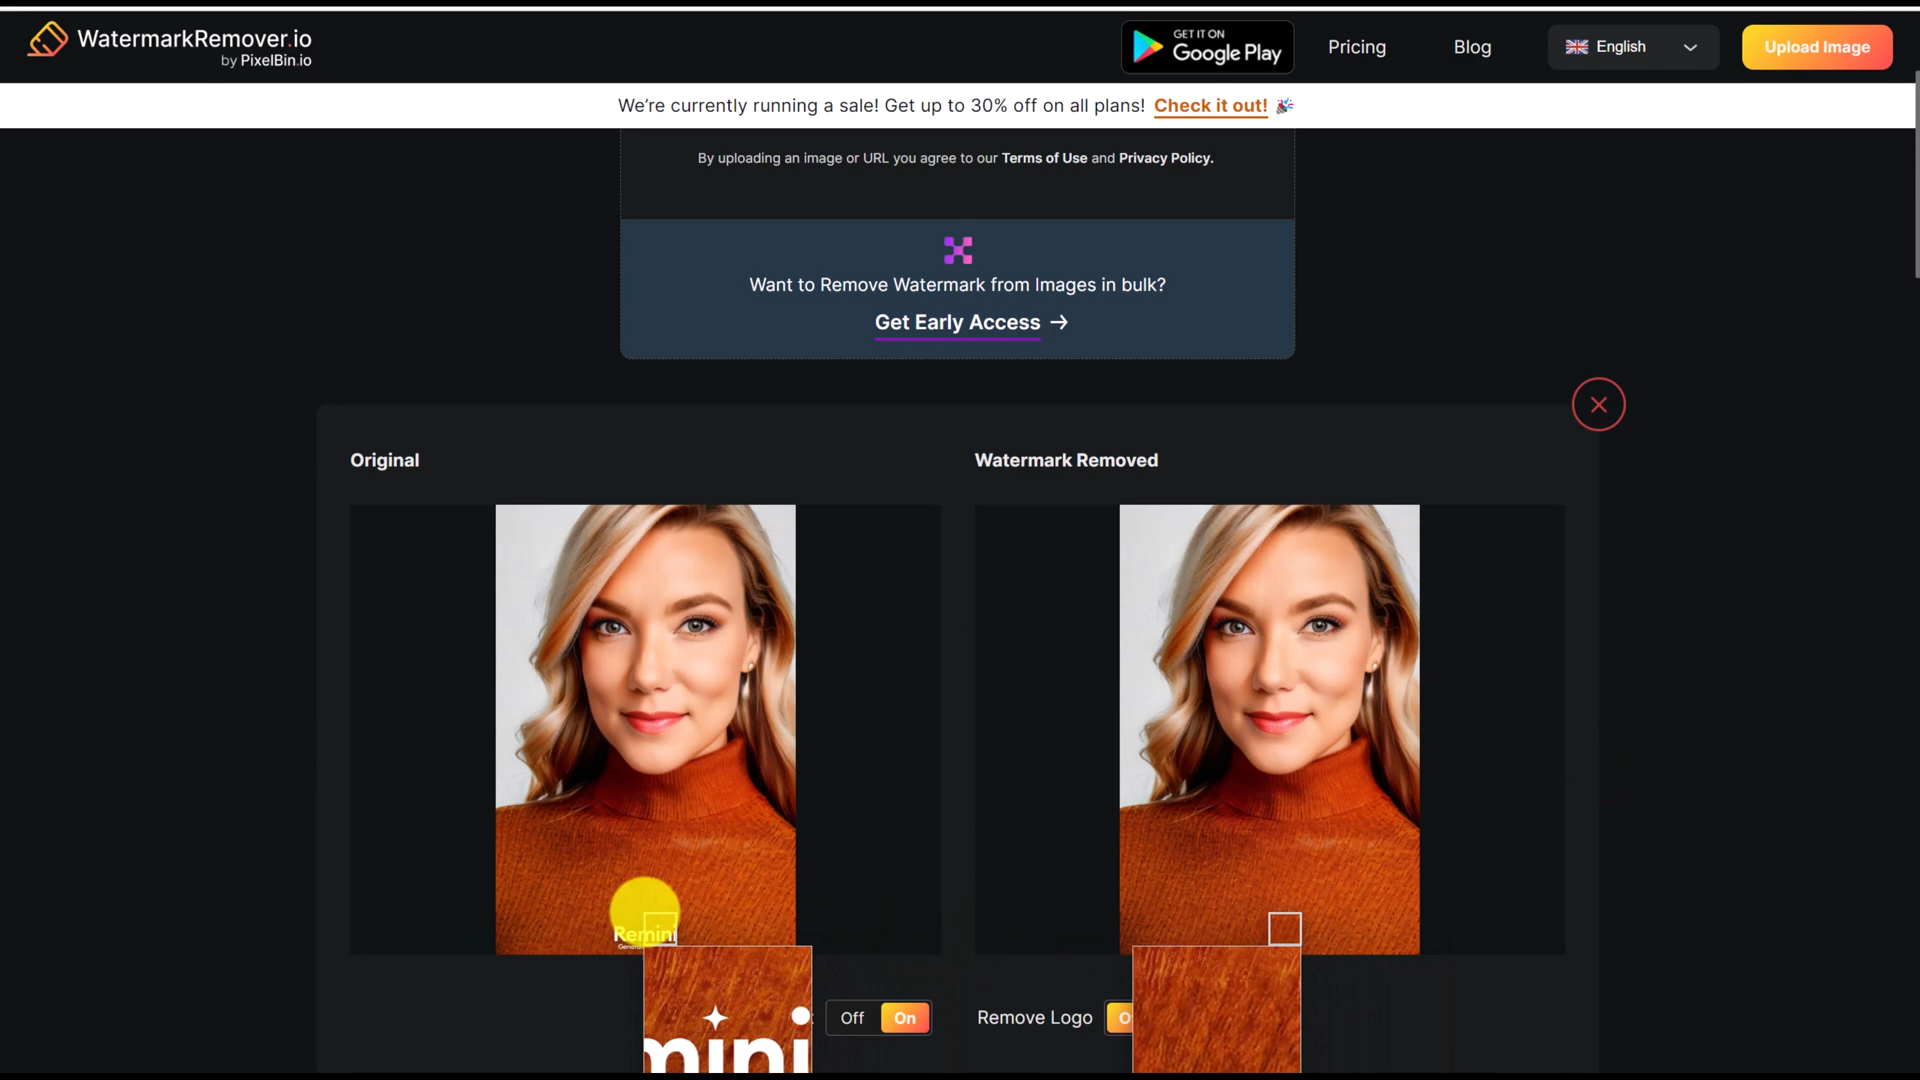 WatermarkRemover.io
by PixelBin.io
GET IT ON
Google Play
Pricing
Blog
English
Upload Image
We're currently running a sale! Get up to 30% off on all plans! Check it out!
By uploading an image or URL you agree to our Terms of Use and Privacy Policy.
Want to Remove Watermark from Images in bulk?
Get Early Access →
Original
Watermark Removed
Remini
mini
Off
On
Remove Logo